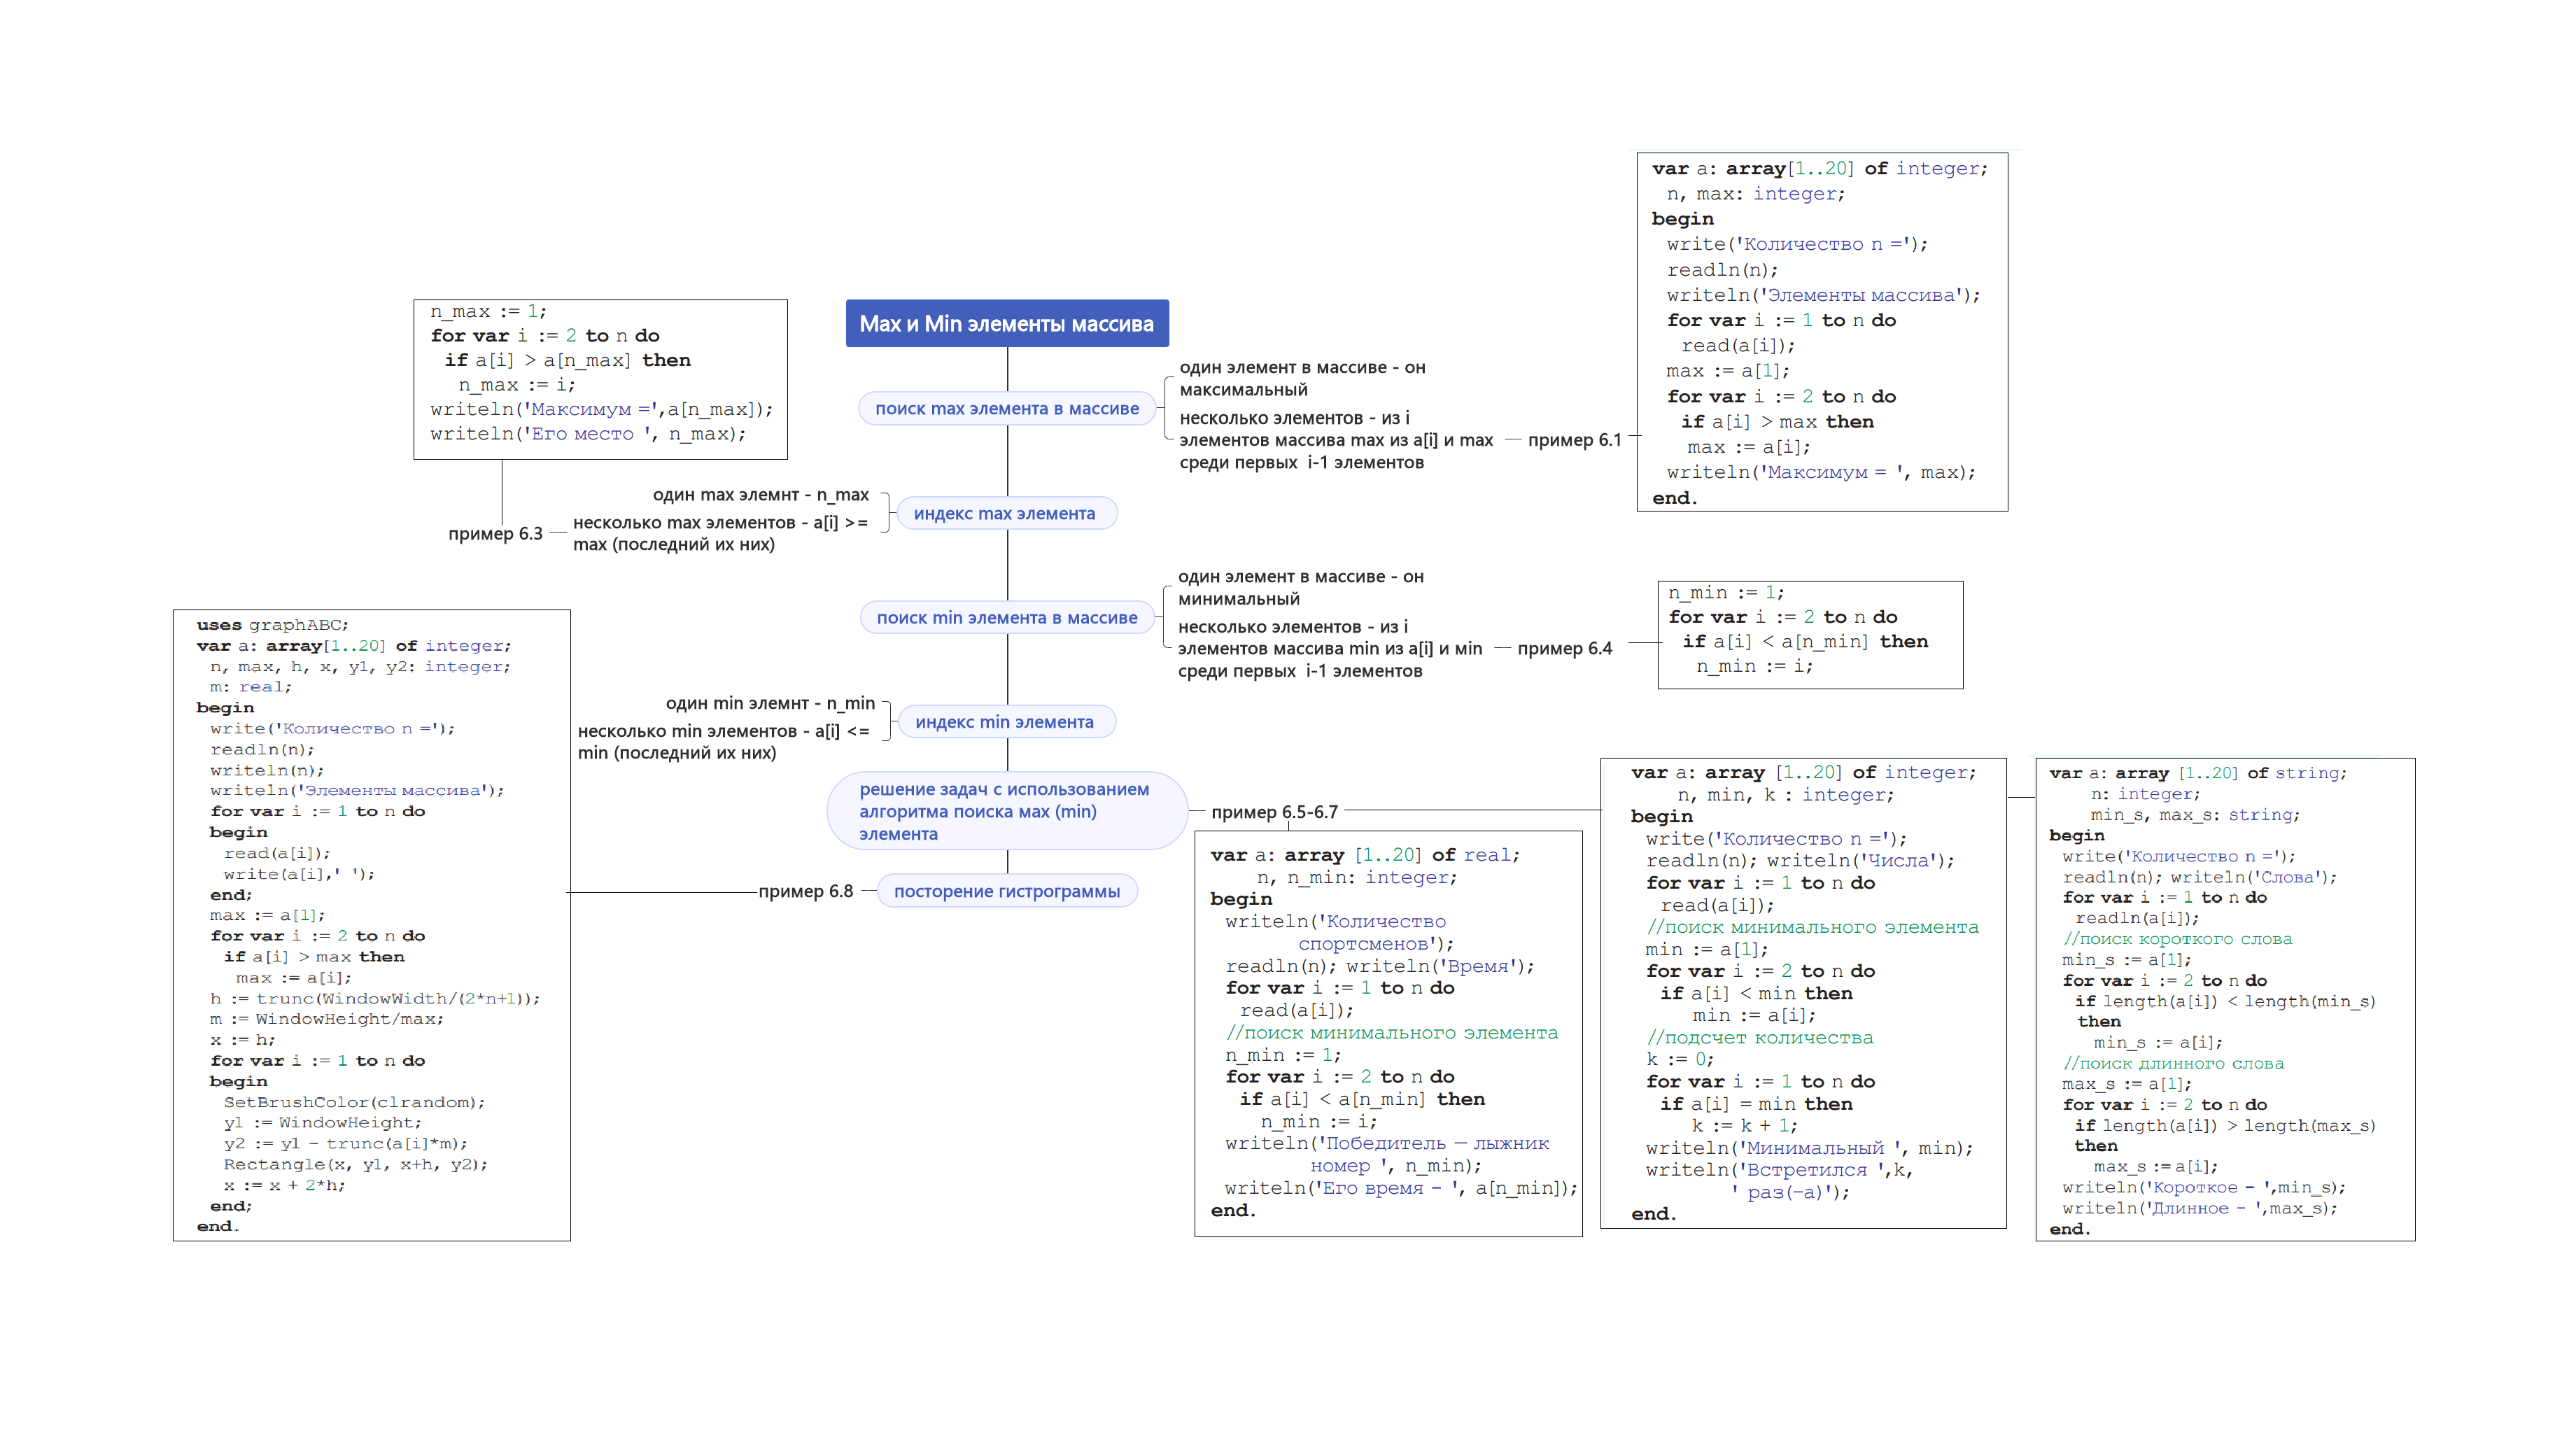 Max и Min элементы массива
поиск max элемента в массиве
один элемент в массиве - он
максимальный
несколько элементов - из i
элементов массива max из a[i] и max
среди первых  i-1 элементов
пример 6.1
var a: array[1..20] of integer;
n, max: integer;
begin
write('Количество n =');
readln(n);
writeln('Элементы массива');
for var i := 1 to n do
read(a[i]);
max := a[1];
for var i := 2 to n do
if a[i] > max then
max := a[i];
writeln('Максимум = ', max);
end.
индекс max элемента
один max элемнт - n_max
несколько max элементов - a[i] >=
max (последний их них)
пример 6.3
n_max := 1;
for var i := 2 to n do
if a[i] > a[n_max] then
n_max := i;
writeln('Максимум =',a[n_max]);
writeln('Его место ', n_max);
поиск min элемента в массиве
один элемент в массиве - он
минимальный
несколько элементов - из i
элементов массива min из a[i] и мin
среди первых  i-1 элементов
пример 6.4
n_min := 1;
for var i := 2 to n do
if a[i] < a[n_min] then
n_min := i;
индекс min элемента
один min элемнт - n_min
несколько min элементов - a[i] <=
min (последний их них)
решение задач с использованием
алгоритма поиска мах (min)
элемента
пример 6.5-6.7
var a: array [1..20] of real;
n, n_min: integer;
begin
writeln('Количество
спортсменов');
readln(n); writeln('Время');
for var i := 1 to n do
read(a[i]);
//поиск минимального элемента
n_min := 1;
for var i := 2 to n do
if a[i] < a[n_min] then
n_min := i;
writeln('Победитель — лыжник
номер ', n_min);
writeln('Его время – ', a[n_min]);
end.
var a: array [1..20] of integer;
n, min, k : integer;
begin
write('Количество n =');
readln(n); writeln('Числа');
for var i := 1 to n do
read(a[i]);
//поиск минимального элемента
min := a[1];
for var i := 2 to n do
if a[i] < min then
min := a[i];
//подсчет количества
k := 0;
for var i := 1 to n do
if a[i] = min then
k := k + 1;
writeln('Минимальный ', min);
writeln('Встретился ',k,
' раз(−а)');
end.
var a: array [1..20] of string;
n: integer;
min_s, max_s: string;
begin
write('Количество n =');
readln(n); writeln('Слова');
for var i := 1 to n do
readln(a[i]);
//поиск короткого слова
min_s := a[1];
for var i := 2 to n do
if length(a[i]) < length(min_s)
then
min_s := a[i];
//поиск длинного слова
max_s := a[1];
for var i := 2 to n do
if length(a[i]) > length(max_s)
then
max_s := a[i];
writeln('Короткое – ',min_s);
writeln('Длинное – ',max_s);
end.
посторение гистрограммы
пример 6.8
uses graphABC;
var a: array[1..20] of integer;
n, max, h, x, y1, y2: integer;
m: real;
begin
write('Количество n =');
readln(n);
writeln(n);
writeln('Элементы массива');
for var i := 1 to n do
begin
read(a[i]);
write(a[i],' ');
end;
max := a[1];
for var i := 2 to n do
if a[i] > max then
max := a[i];
h := trunc(WindowWidth/(2*n+1));
m := WindowHeight/max;
x := h;
for var i := 1 to n do
begin
SetBrushColor(clrandom);
y1 := WindowHeight;
y2 := y1 − trunc(a[i]*m);
Rectangle(x, y1, x+h, y2);
x := x + 2*h;
end;
end.